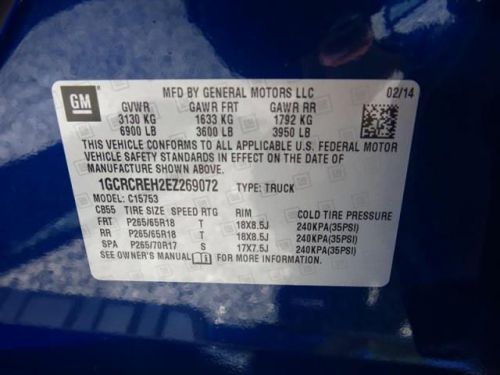 GM
MFD BY GENERAL MOTORS LLC 02/14
GVWR GAWR FRT GAWR RR
3130 KG 1633 KG 1792 KG
6900 LB 3600 LB 3950 LB
THIS VEHICLE CONFORMS TO ALL APPLICABLE U.S. FEDERAL MOTOR
VEHICLE SAFETY STANDARDS IN EFFECT ON THE DATE OF
MANUFACTURE SHOWN ABOVE.
1GCRCREH2EZ269072 TYPE: TRUCK
MODEL: C15753
CB55 TIRE SIZE SPEED RTG RIM COLD TIRE PRESSURE
FRT P265/65R18 T 18X8.5J 240KPA(35PSI)
RR P265/65R18 T 18X8.5J 240KPA(35PSI)
SPA P265/70R17 S 17X7.5J 240KPA(35PSI)
SEE OWNER'S MANUAL FOR MORE INFORMATION.